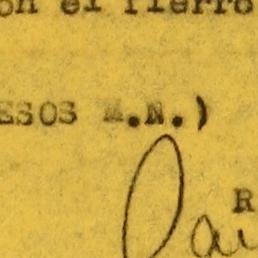 on el fierro
ESOS M.N.)
R